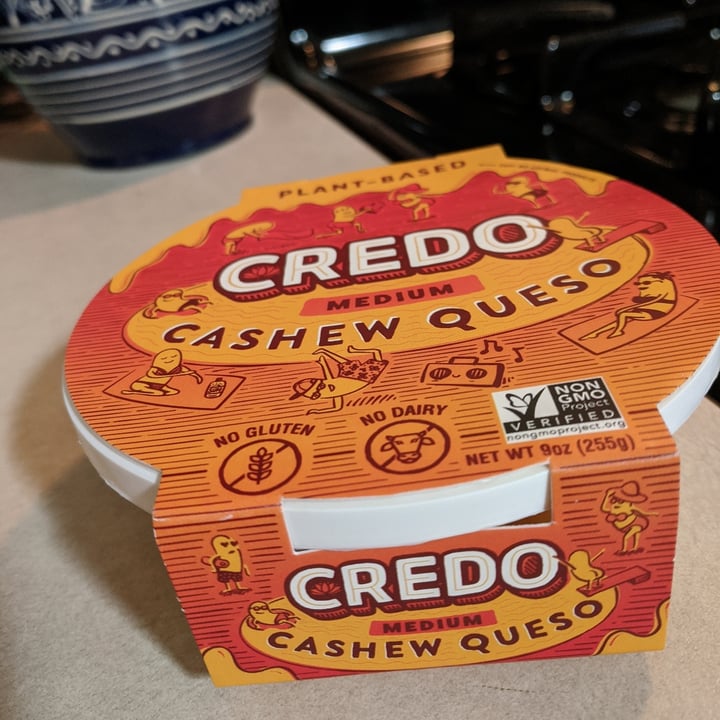 PLANT-BASED
CREDO
MEDIUM
CASHEW QUESO
NO GLUTEN
NO DAIRY
NON
GMO
Project
VERIFIED
nongmoproject.org
NET WT 9oz (255g)
CREDO
MEDIUM
CASHEW QUESO